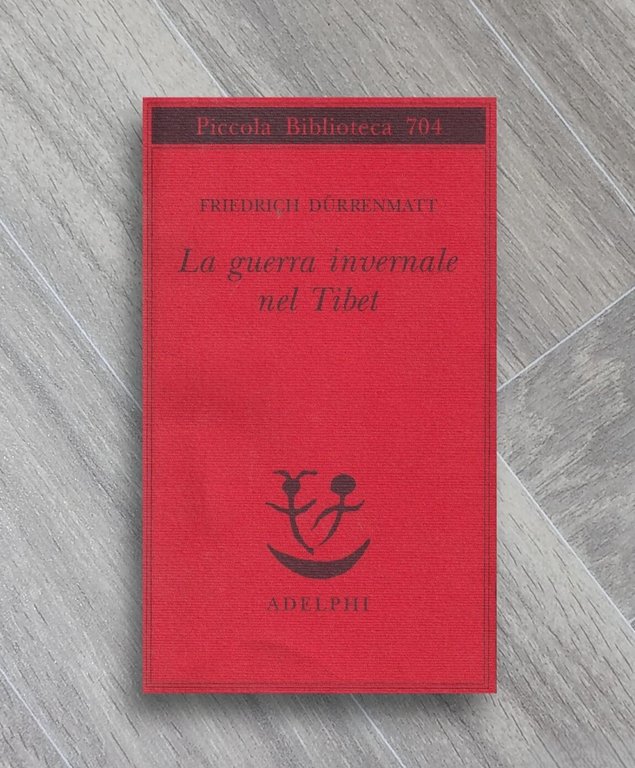 Piccola Biblioteca 704
FRIEDRICH DÜRRENMATT
La guerra invernale
nel Tibet
ADELPHI